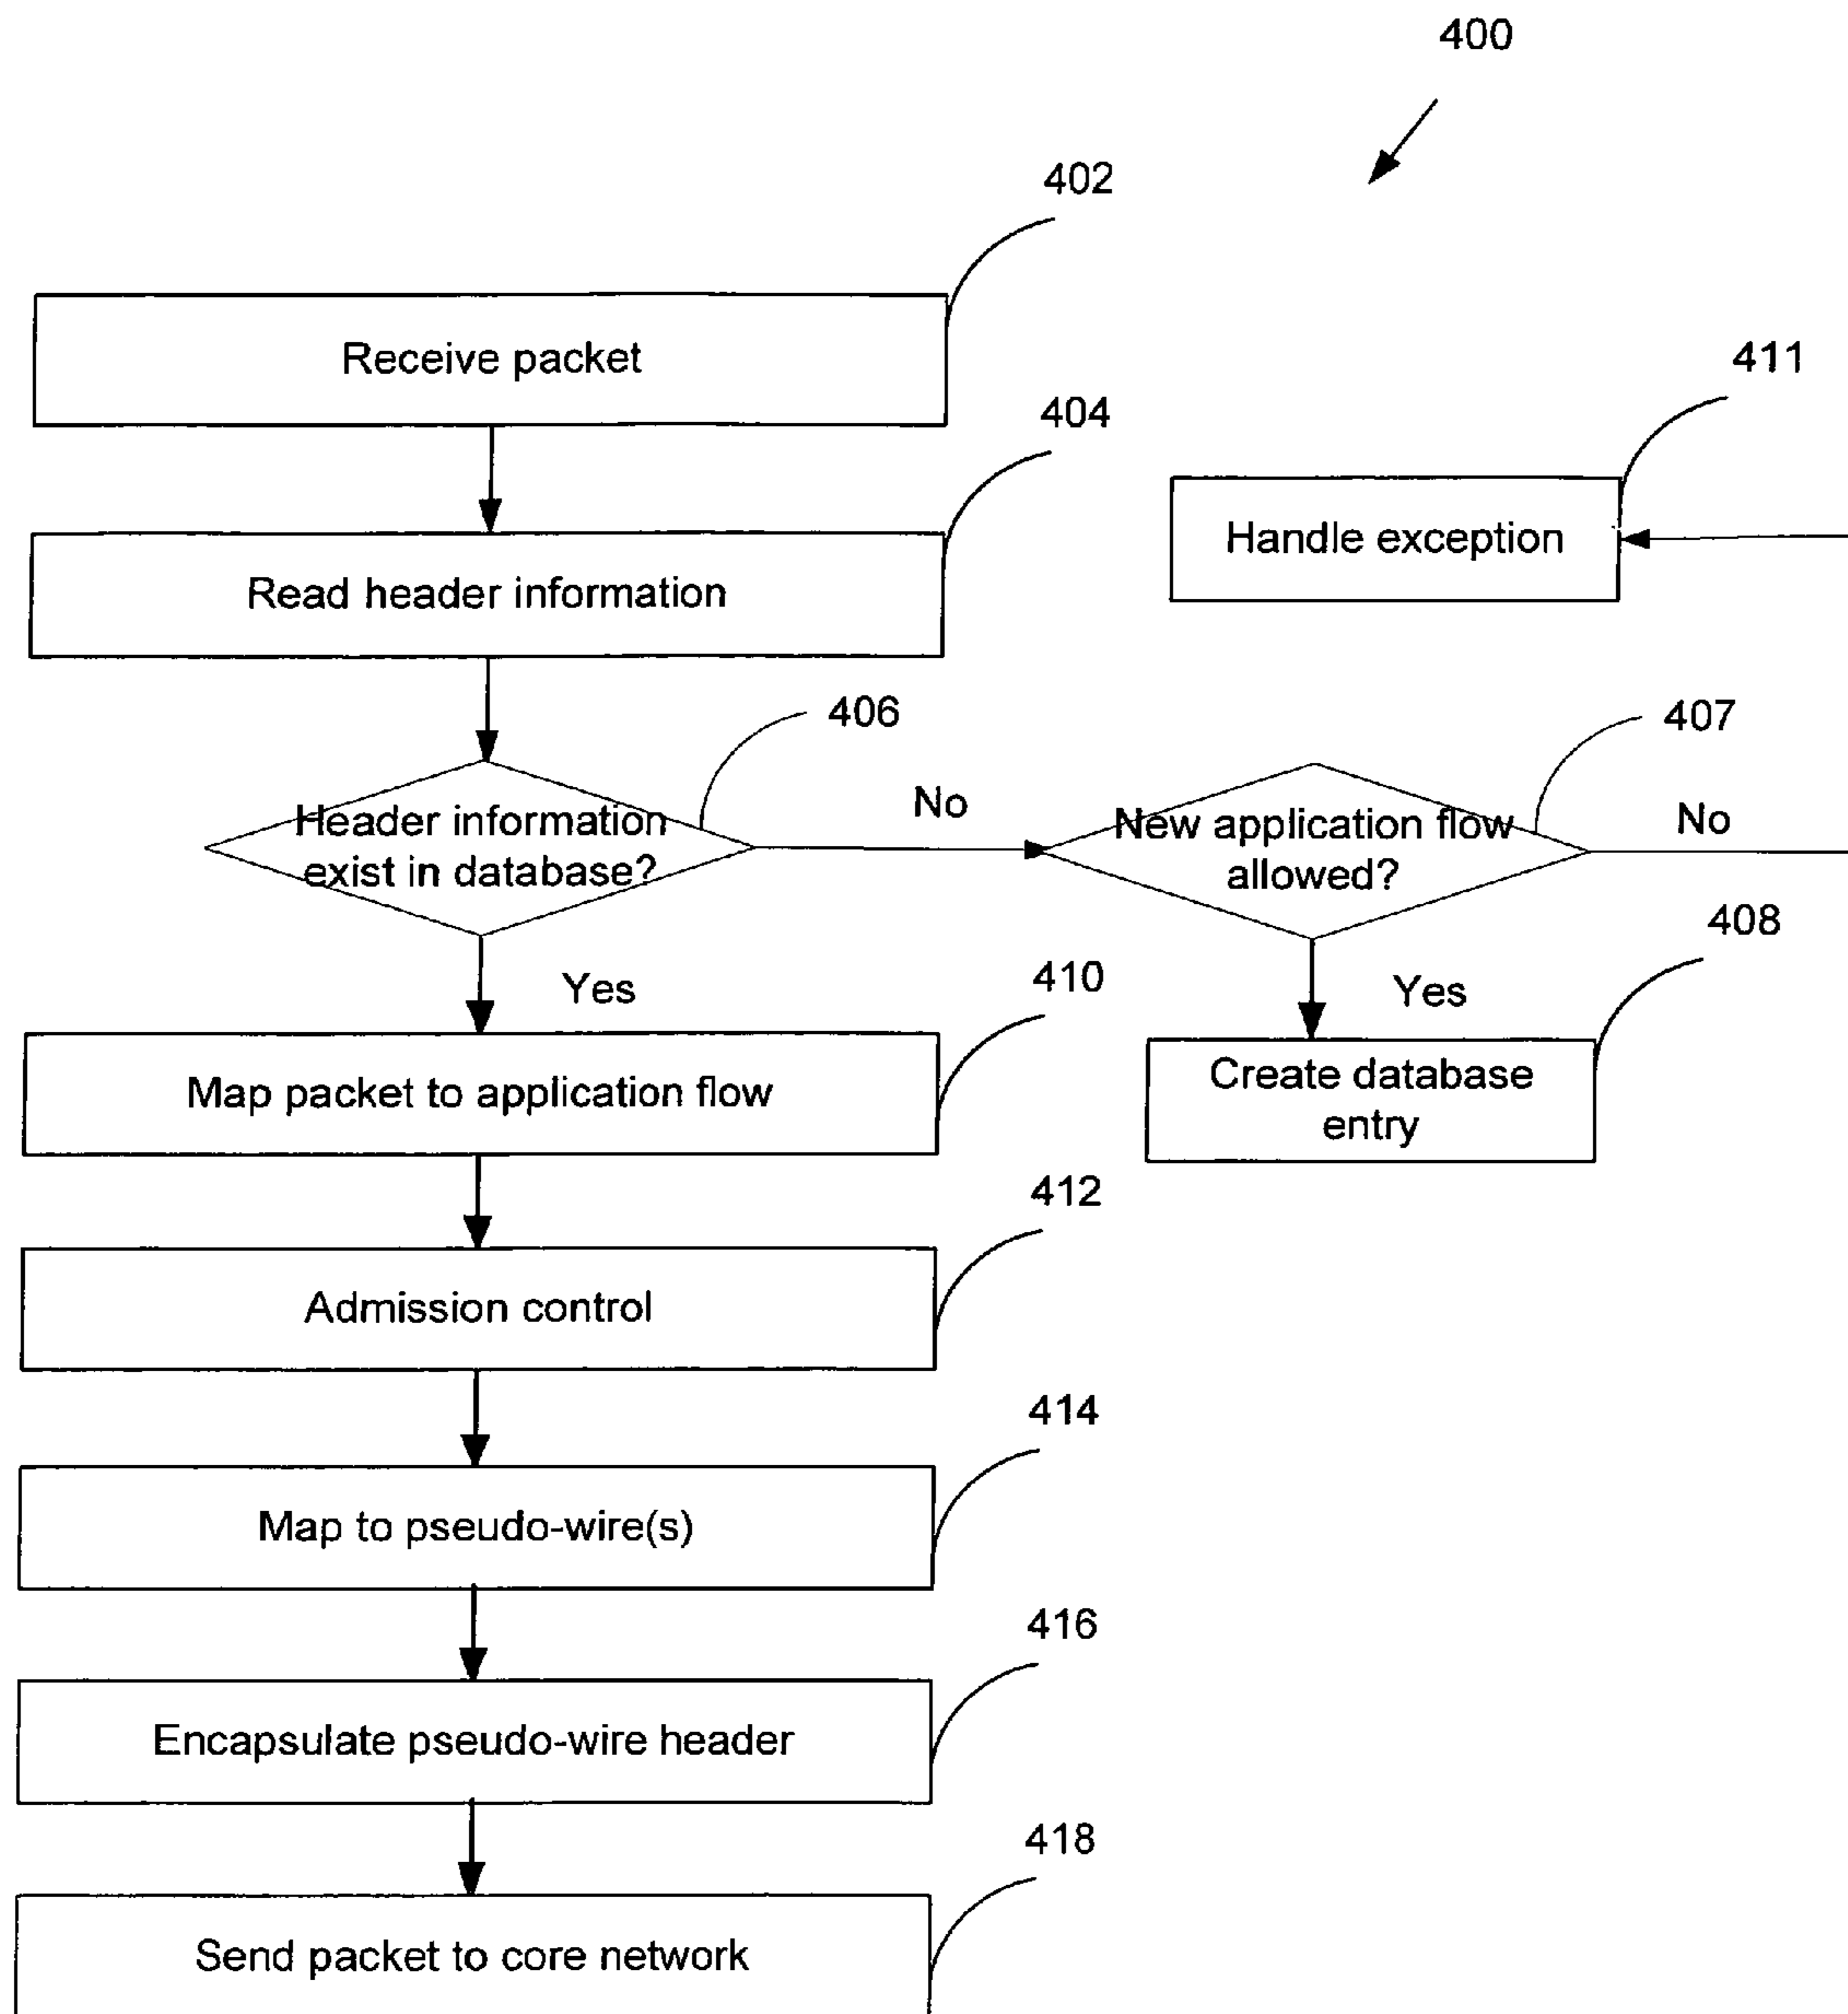 400
402
Receive packet
411
404
Handle exception
Read header information
406
407
Header information
exist in database?
No
New application flow
allowed?
No
408
Yes
410
Yes
Map packet to application flow
Create database
entry
412
Admission control
414
Map to pseudo-wire(s)
416
Encapsulate pseudo-wire header
418
Send packet to core network